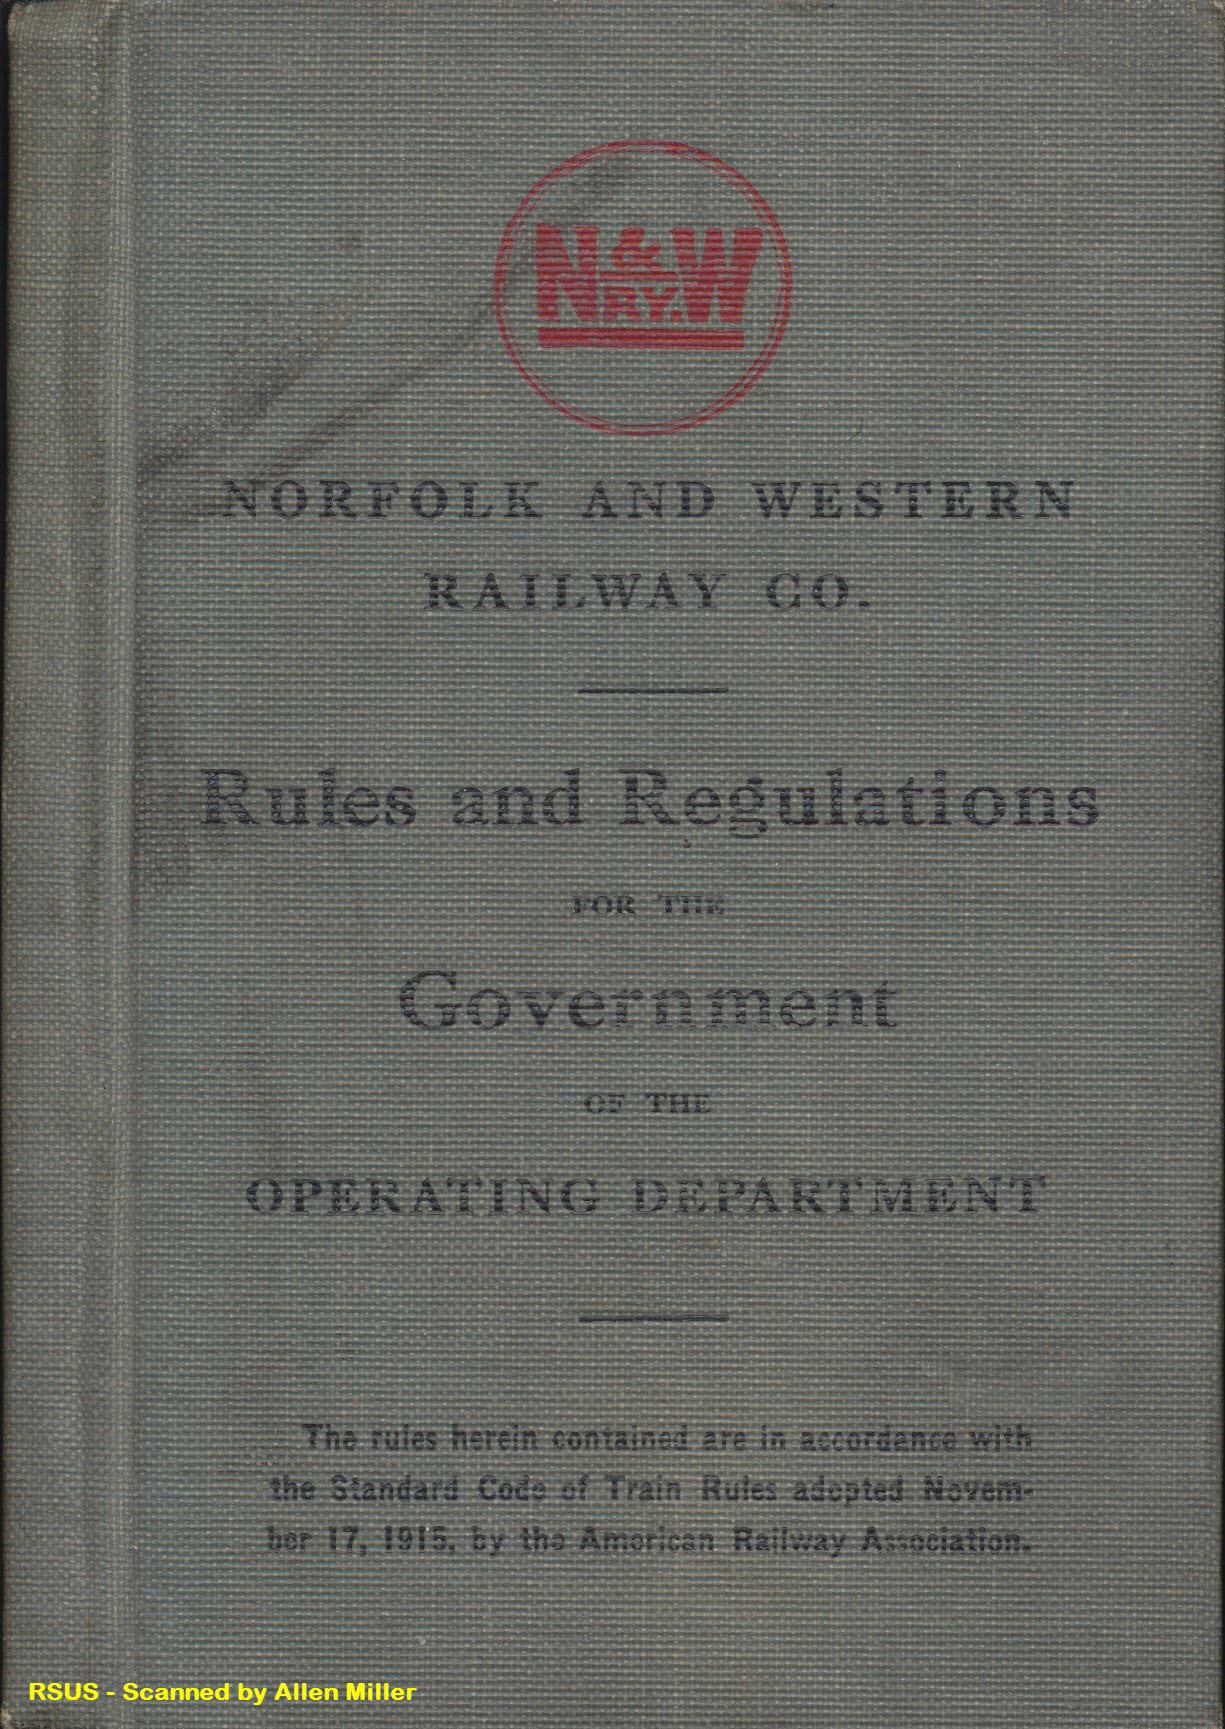 N&W
RY.
NORFOLK AND WESTERN
RAILWAY CO.
Rules and Regulations
FOR THE
Government
OF THE
OPERATING DEPARTMENT
The rules herein contained are in accordance with
the Standard Code of Train Rules adopted Novem-
ber 17, 1915, by the American Railway Association.
RSUS - Scanned by Allen Miller